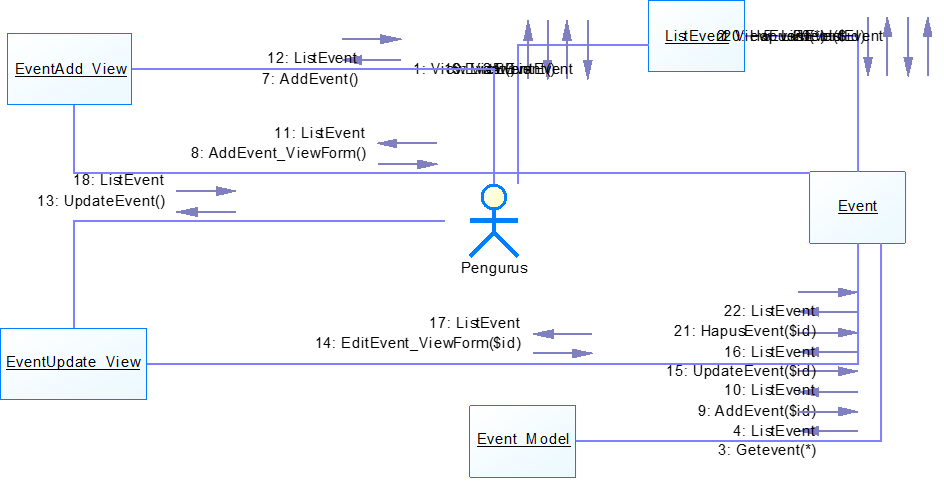 ListEvent
12: ListEvent
EventAdd_View
7: AddEvent()
11: ListEvent
8: AddEvent_ViewForm()
18: ListEvent
13: UpdateEvent()
Event
Pengurus
22: ListEvent
17: ListEvent
21: HapusEvent($id)
14: EditEvent_ViewForm($id)
16: ListEvent
EventUpdate_View
15: UpdateEvent($id)
10: ListEvent
9: AddEvent($id)
4: ListEvent
Event_Model
3: Getevent(*)